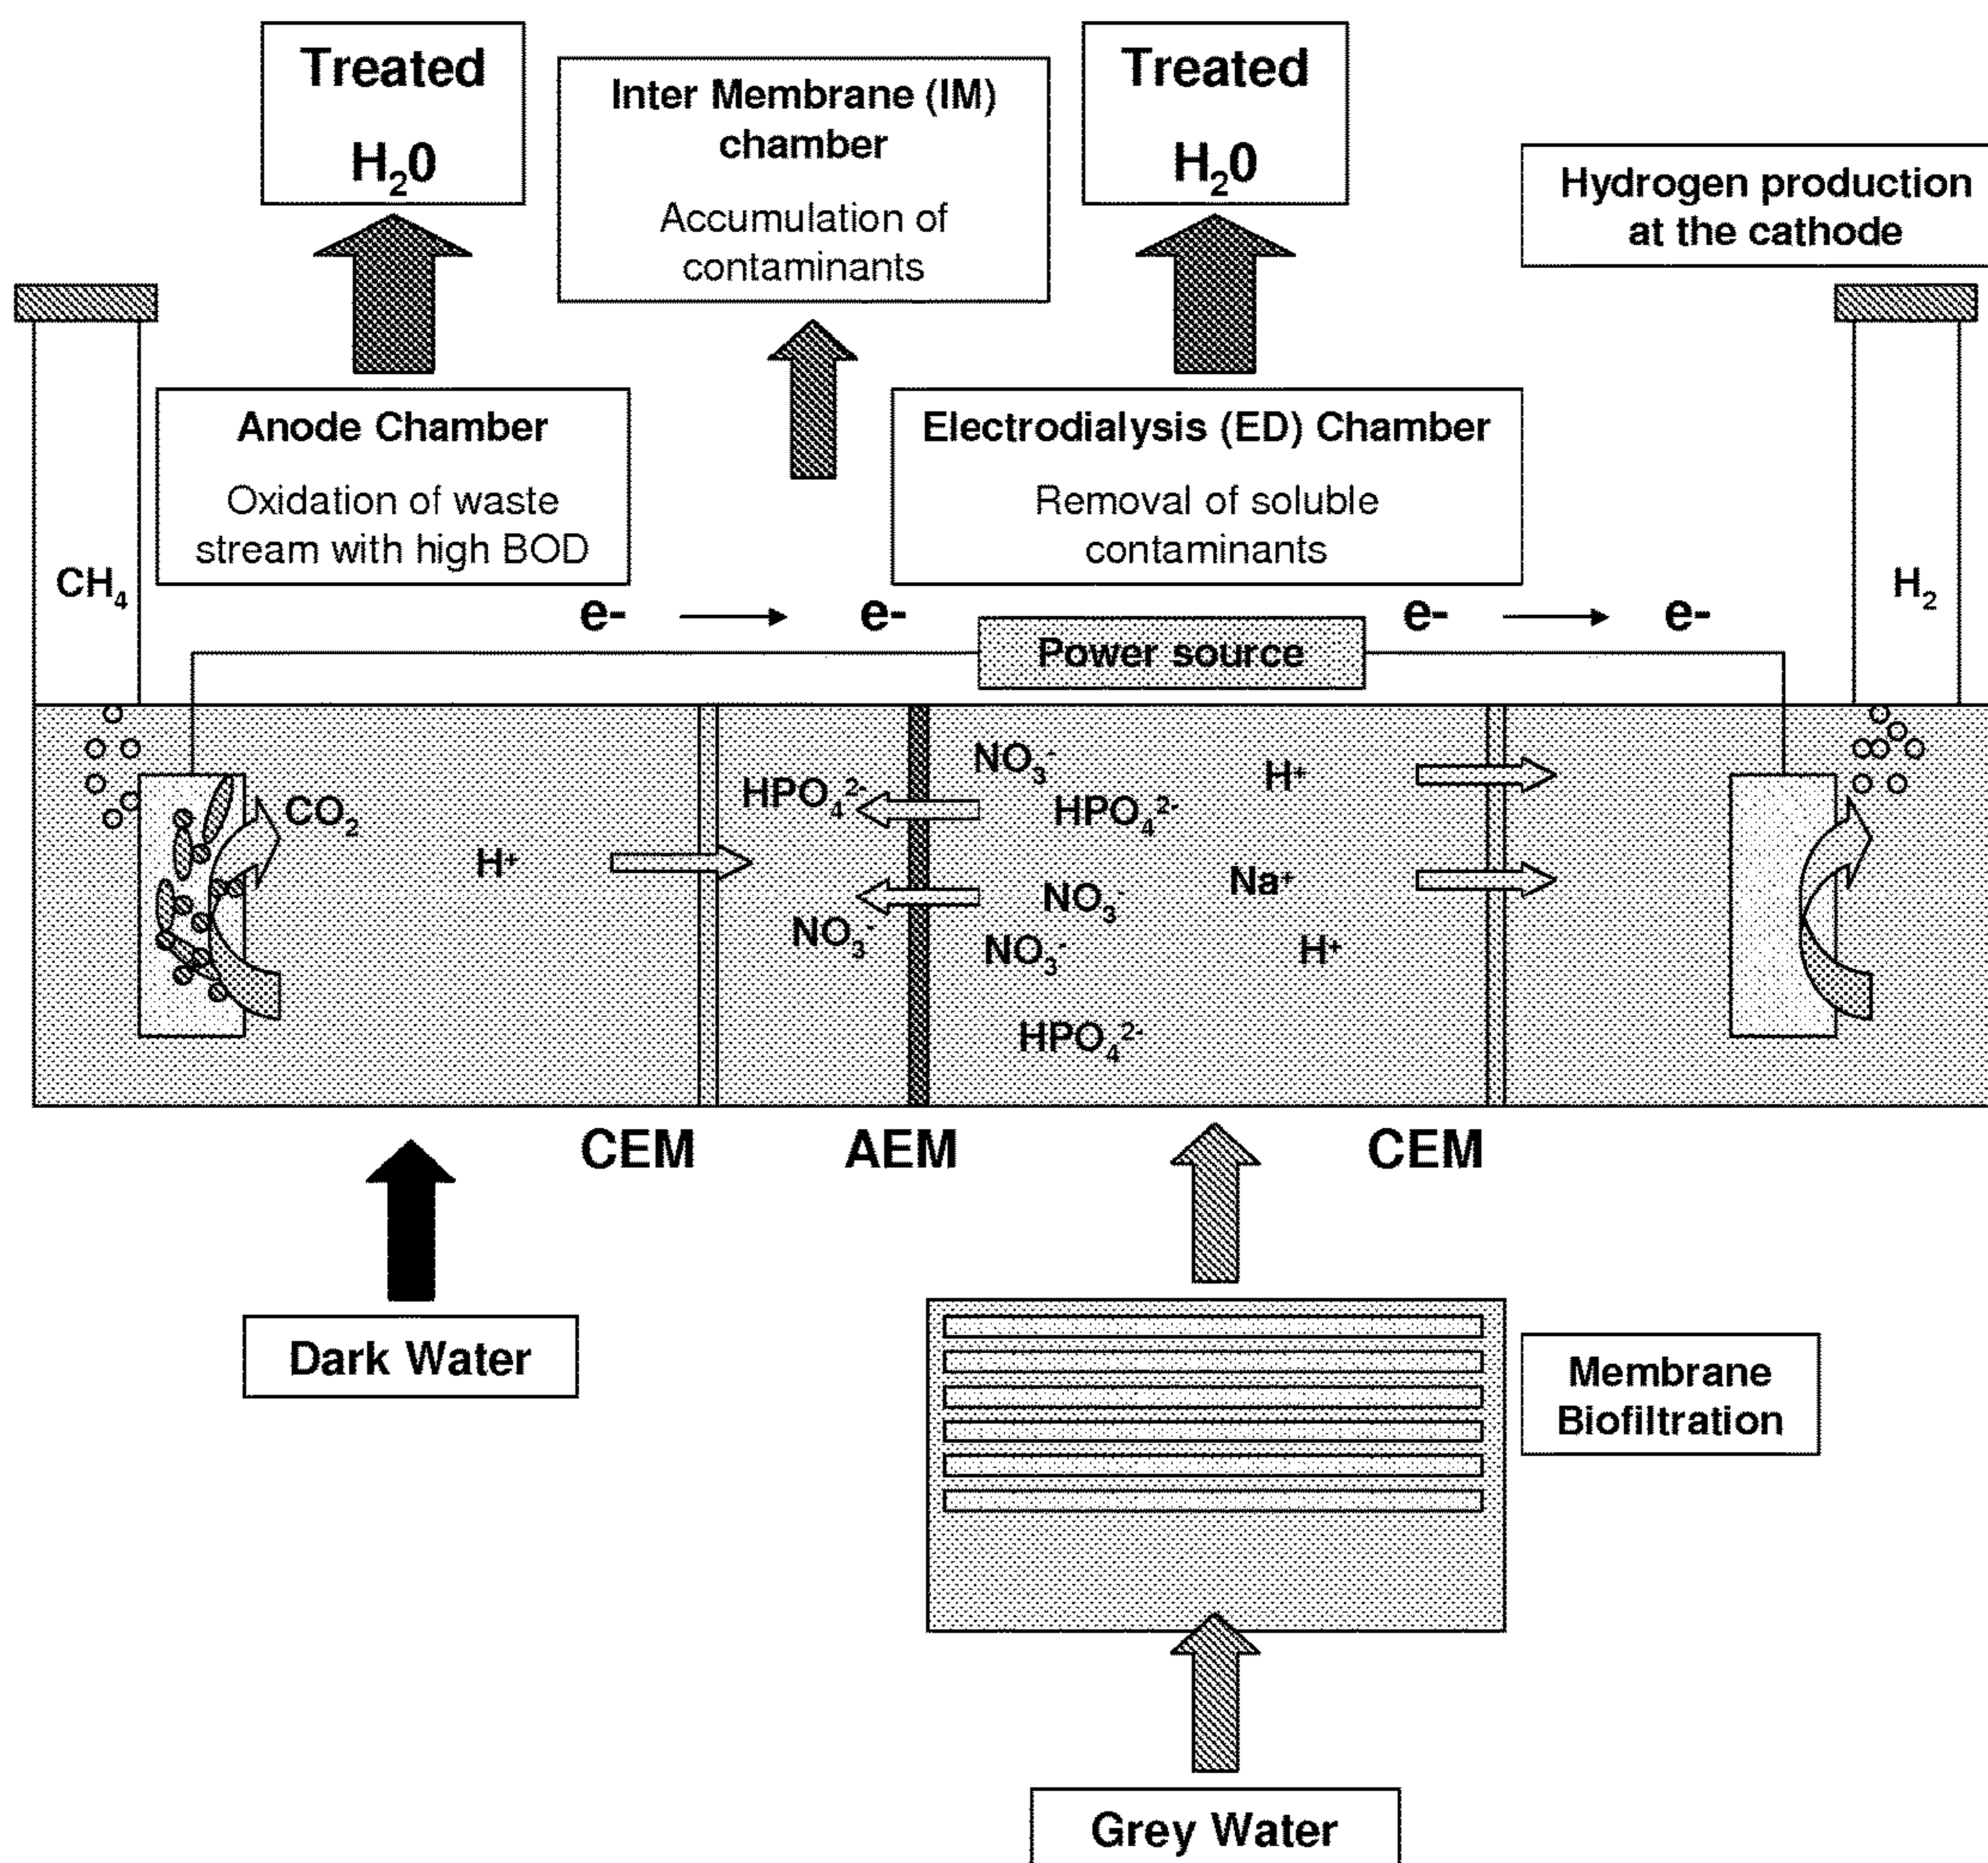 Treated
H₂0
Inter Membrane (IM)
chamber
Accumulation of
contaminants
Treated
H₂0
Hydrogen production
at the cathode
Anode Chamber
Oxidation of waste
stream with high BOD
Electrodialysis (ED) Chamber
Removal of soluble
contaminants
CH₄
H₂
e- e- e- e-
Power source
CO₂
H⁺
HPO₄²⁻
NO₃⁻
NO₃⁻
HPO₄²⁻
H⁺
NO₃⁻
Na⁺
NO₃⁻
H⁺
HPO₄²⁻
CEM
AEM
CEM
Dark Water
Membrane
Biofiltration
Grey Water